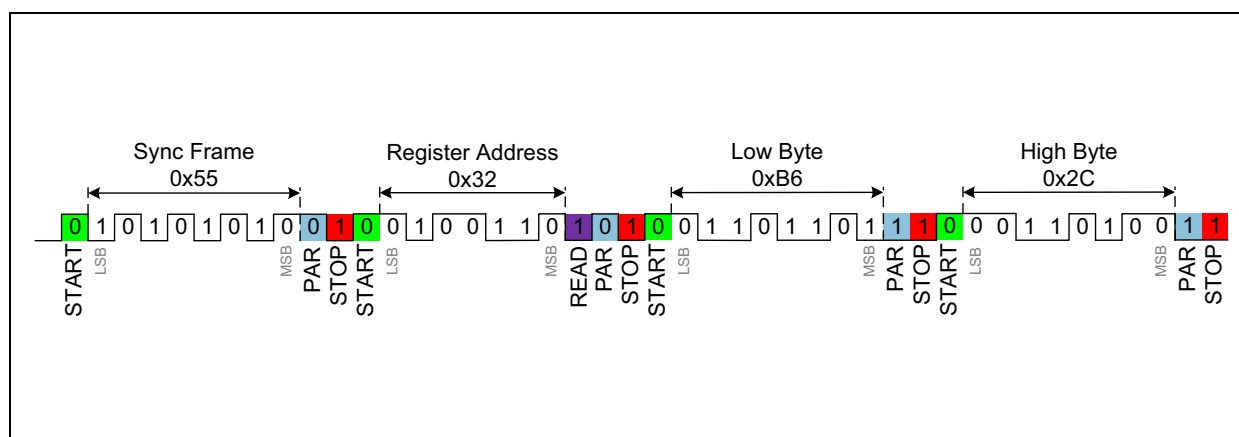 Sync Frame Register Address Low Byte High Byte
0x55 0x32 0xB6 0x2C
0 1 0 1 0 1 0 1 0 0 1 0 0 1 0 0 1 1 0 1 0 1 0 0 1 1 0 1 1 0 1 1 1 0 0 0 1 1 0 1 0 0 1 1
START LSB MSB PAR STOP START LSB MSB READ PAR STOP START LSB MSB PAR STOP START LSB MSB PAR STOP